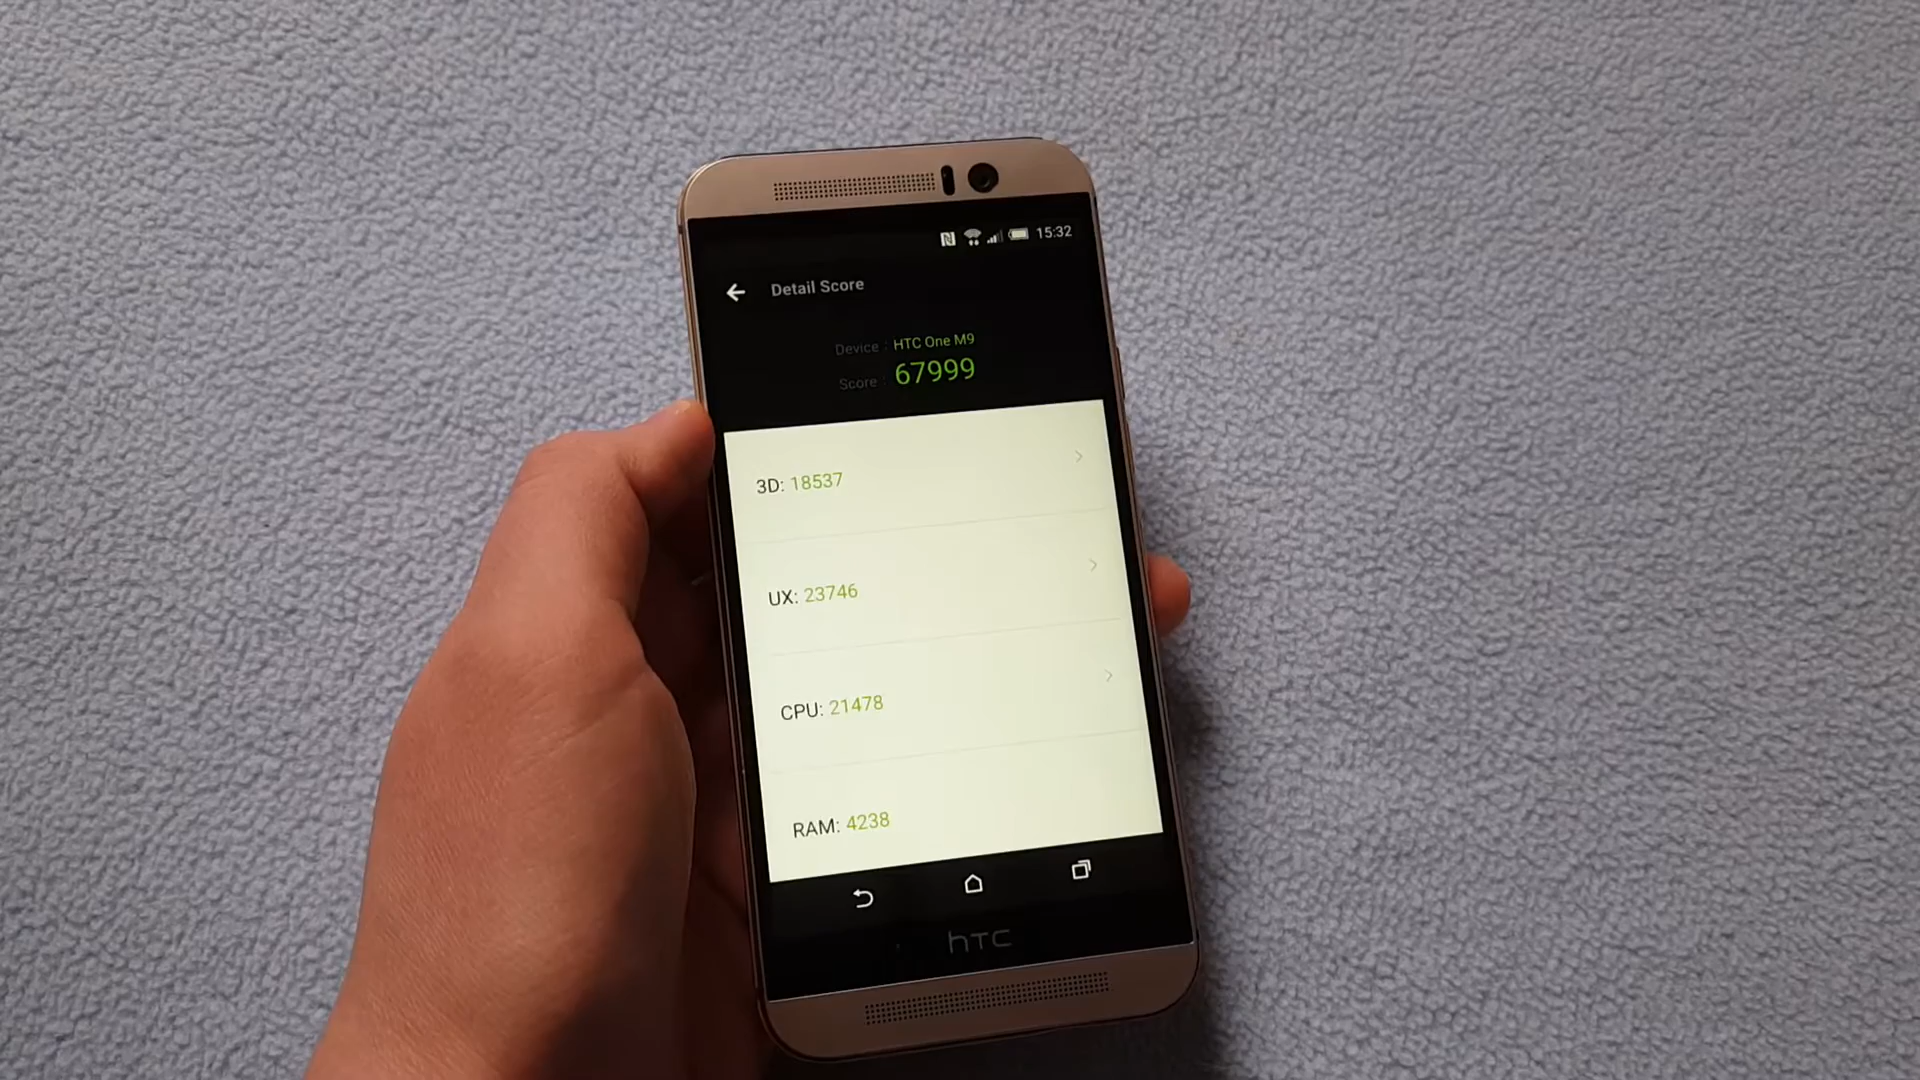 15:32
Detail Score
Device : HTC One M9
Score : 67999
3D: 18537
UX: 23746
CPU: 21478
RAM: 4238
hTC